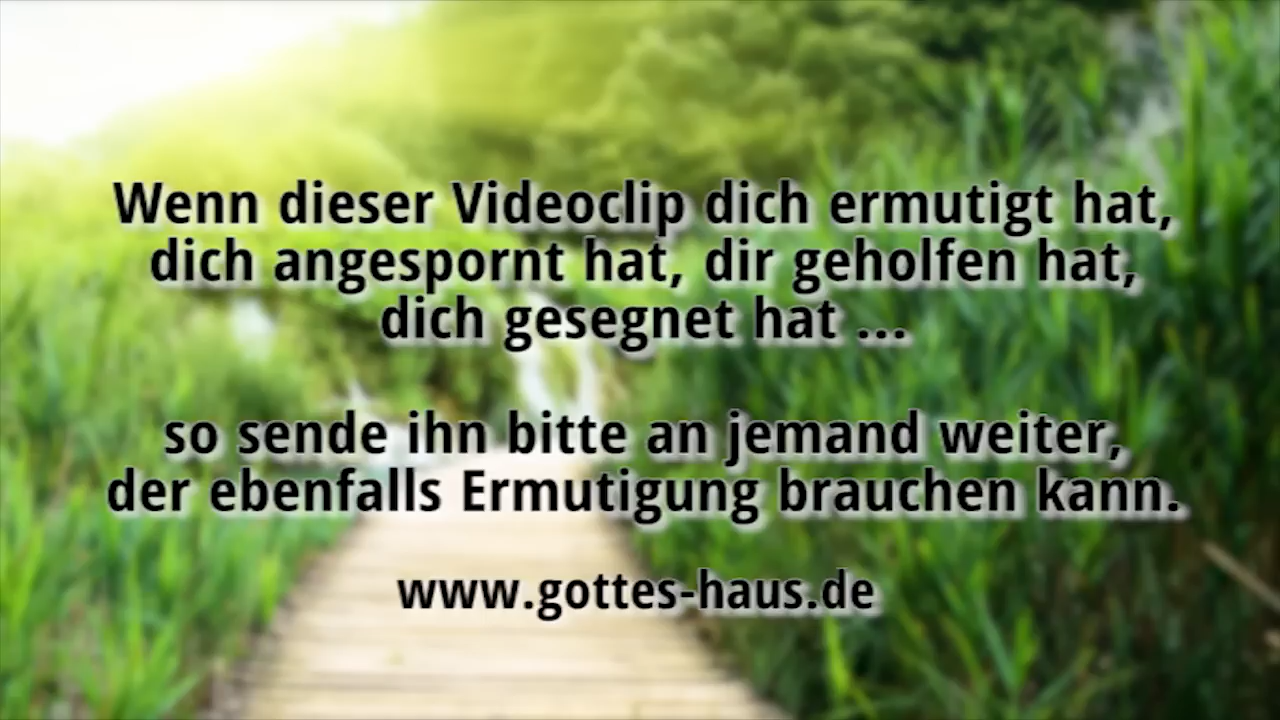 Wenn dieser Videoclip dich ermutigt hat,
dich angespornt hat, dir geholfen hat,
dich gesegnet hat ...
so sende ihn bitte an jemand weiter,
der ebenfalls Ermutigung brauchen kann.
www.gottes-haus.de